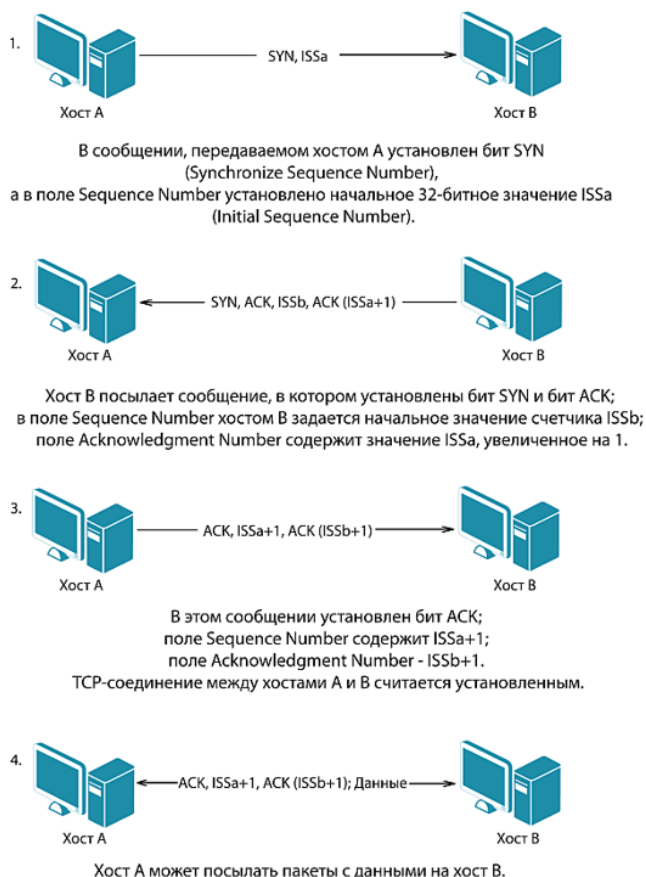 1.
SYN, ISSa
Хост А
Хост В
В сообщении, передаваемом хостом А установлен бит SYN
(Synchronize Sequence Number),
а в поле Sequence Number установлено начальное 32-битное значение ISSa
(Initial Sequence Number).
2.
SYN, ACK, ISSb, ACK (ISSa+1)
Хост А
Хост В
Хост В посылает сообщение, в котором установлены бит SYN и бит ACK;
в поле Sequence Number хостом В задается начальное значение счетчика ISSb;
поле Acknowledgment Number содержит значение ISSa, увеличенное на 1.
3.
ACK, ISSa+1, ACK (ISSb+1)
Хост А
Хост В
В этом сообщении установлен бит ACK;
поле Sequence Number содержит ISSa+1;
поле Acknowledgment Number - ISSb+1.
TCP-соединение между хостами А и В считается установленным.
4.
ACK, ISSa+1, ACK (ISSb+1); Данные
Хост А
Хост В
Хост А может посылать пакеты с данными на хост В.